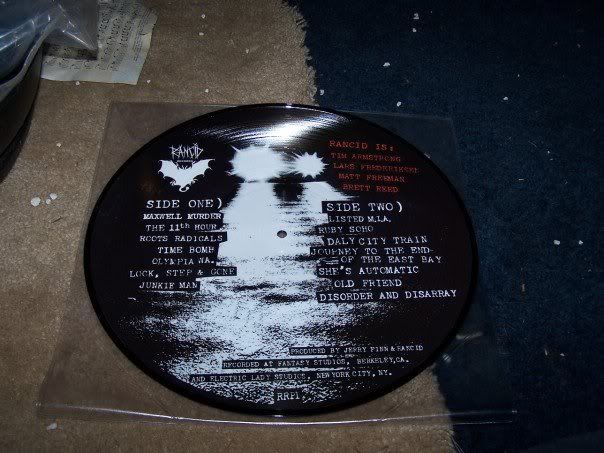 RANCID
RANCID IS:
TIM ARMSTRONG
LARS FREDERIKSEN
MATT FREEMAN
BRETT REED
SIDE ONE)
MAXWELL MURDER
THE 11th HOUR
ROOTS RADICALS
TIME BOMB
OLYMPIA WA.
LOCK, STEP & GONE
JUNKIE MAN
SIDE TWO)
LISTED M.I.A.
RUBY SOHO
DALY CITY TRAIN
JOURNEY TO THE END
OF THE EAST BAY
SHE'S AUTOMATIC
OLD FRIEND
DISORDER AND DISARRAY
PRODUCED BY JERRY FINN & RANCID
RECORDED AT FANTASY STUDIOS, BERKELEY, CA.
AND ELECTRIC LADY STUDIOS, NEW YORK CITY, NY.
RRP1